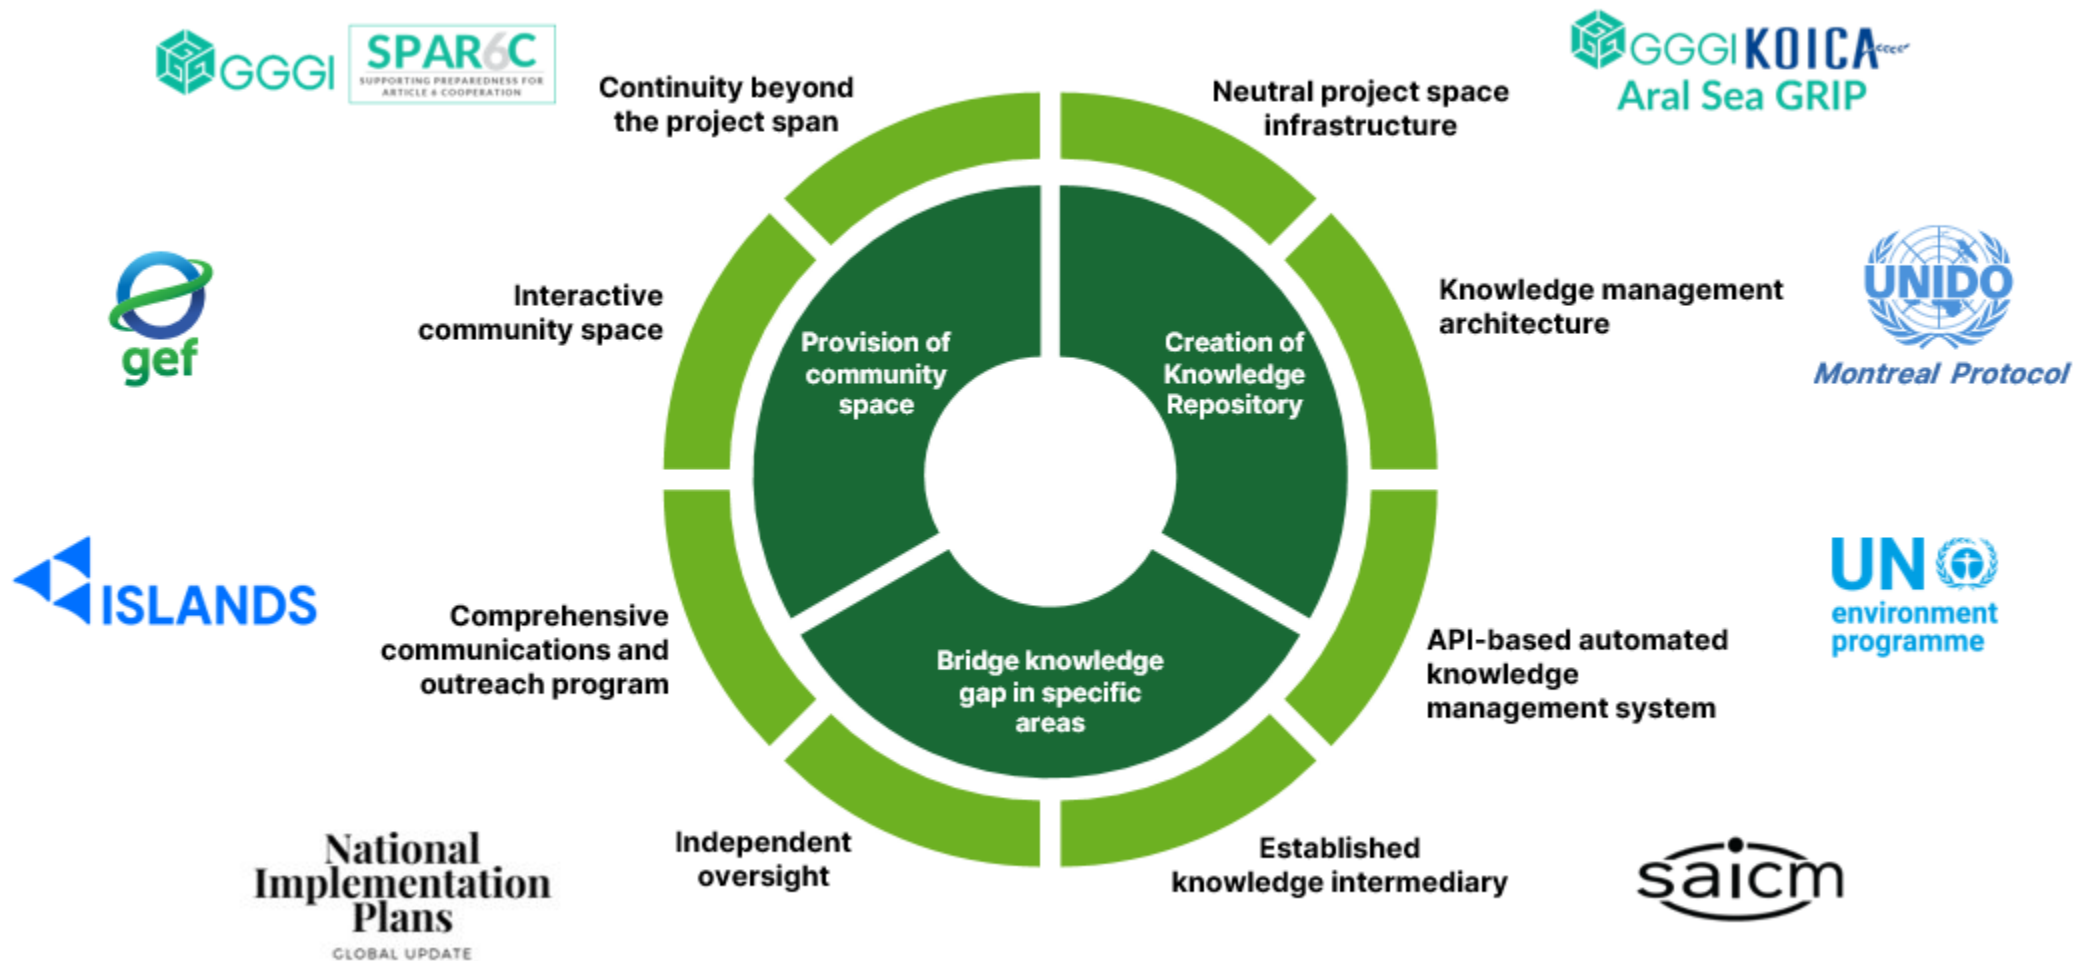 GGGI
SPAR6C
SUPPORTING PREPAREDNESS FOR
ARTICLE 6 COOPERATION
Continuity beyond
the project span
Neutral project space
infrastructure
GGGI KOICA
Aral Sea GRIP
gef
Interactive
community space
Knowledge management
architecture
UNIDO
Montreal Protocol
Provision of
community
space
Creation of
Knowledge
Repository
Bridge knowledge
gap in specific
areas
ISLANDS
Comprehensive
communications and
outreach program
API-based automated
knowledge
management system
UN
environment
programme
National
Implementation
Plans
GLOBAL UPDATE
Independent
oversight
Established
knowledge intermediary
saicm